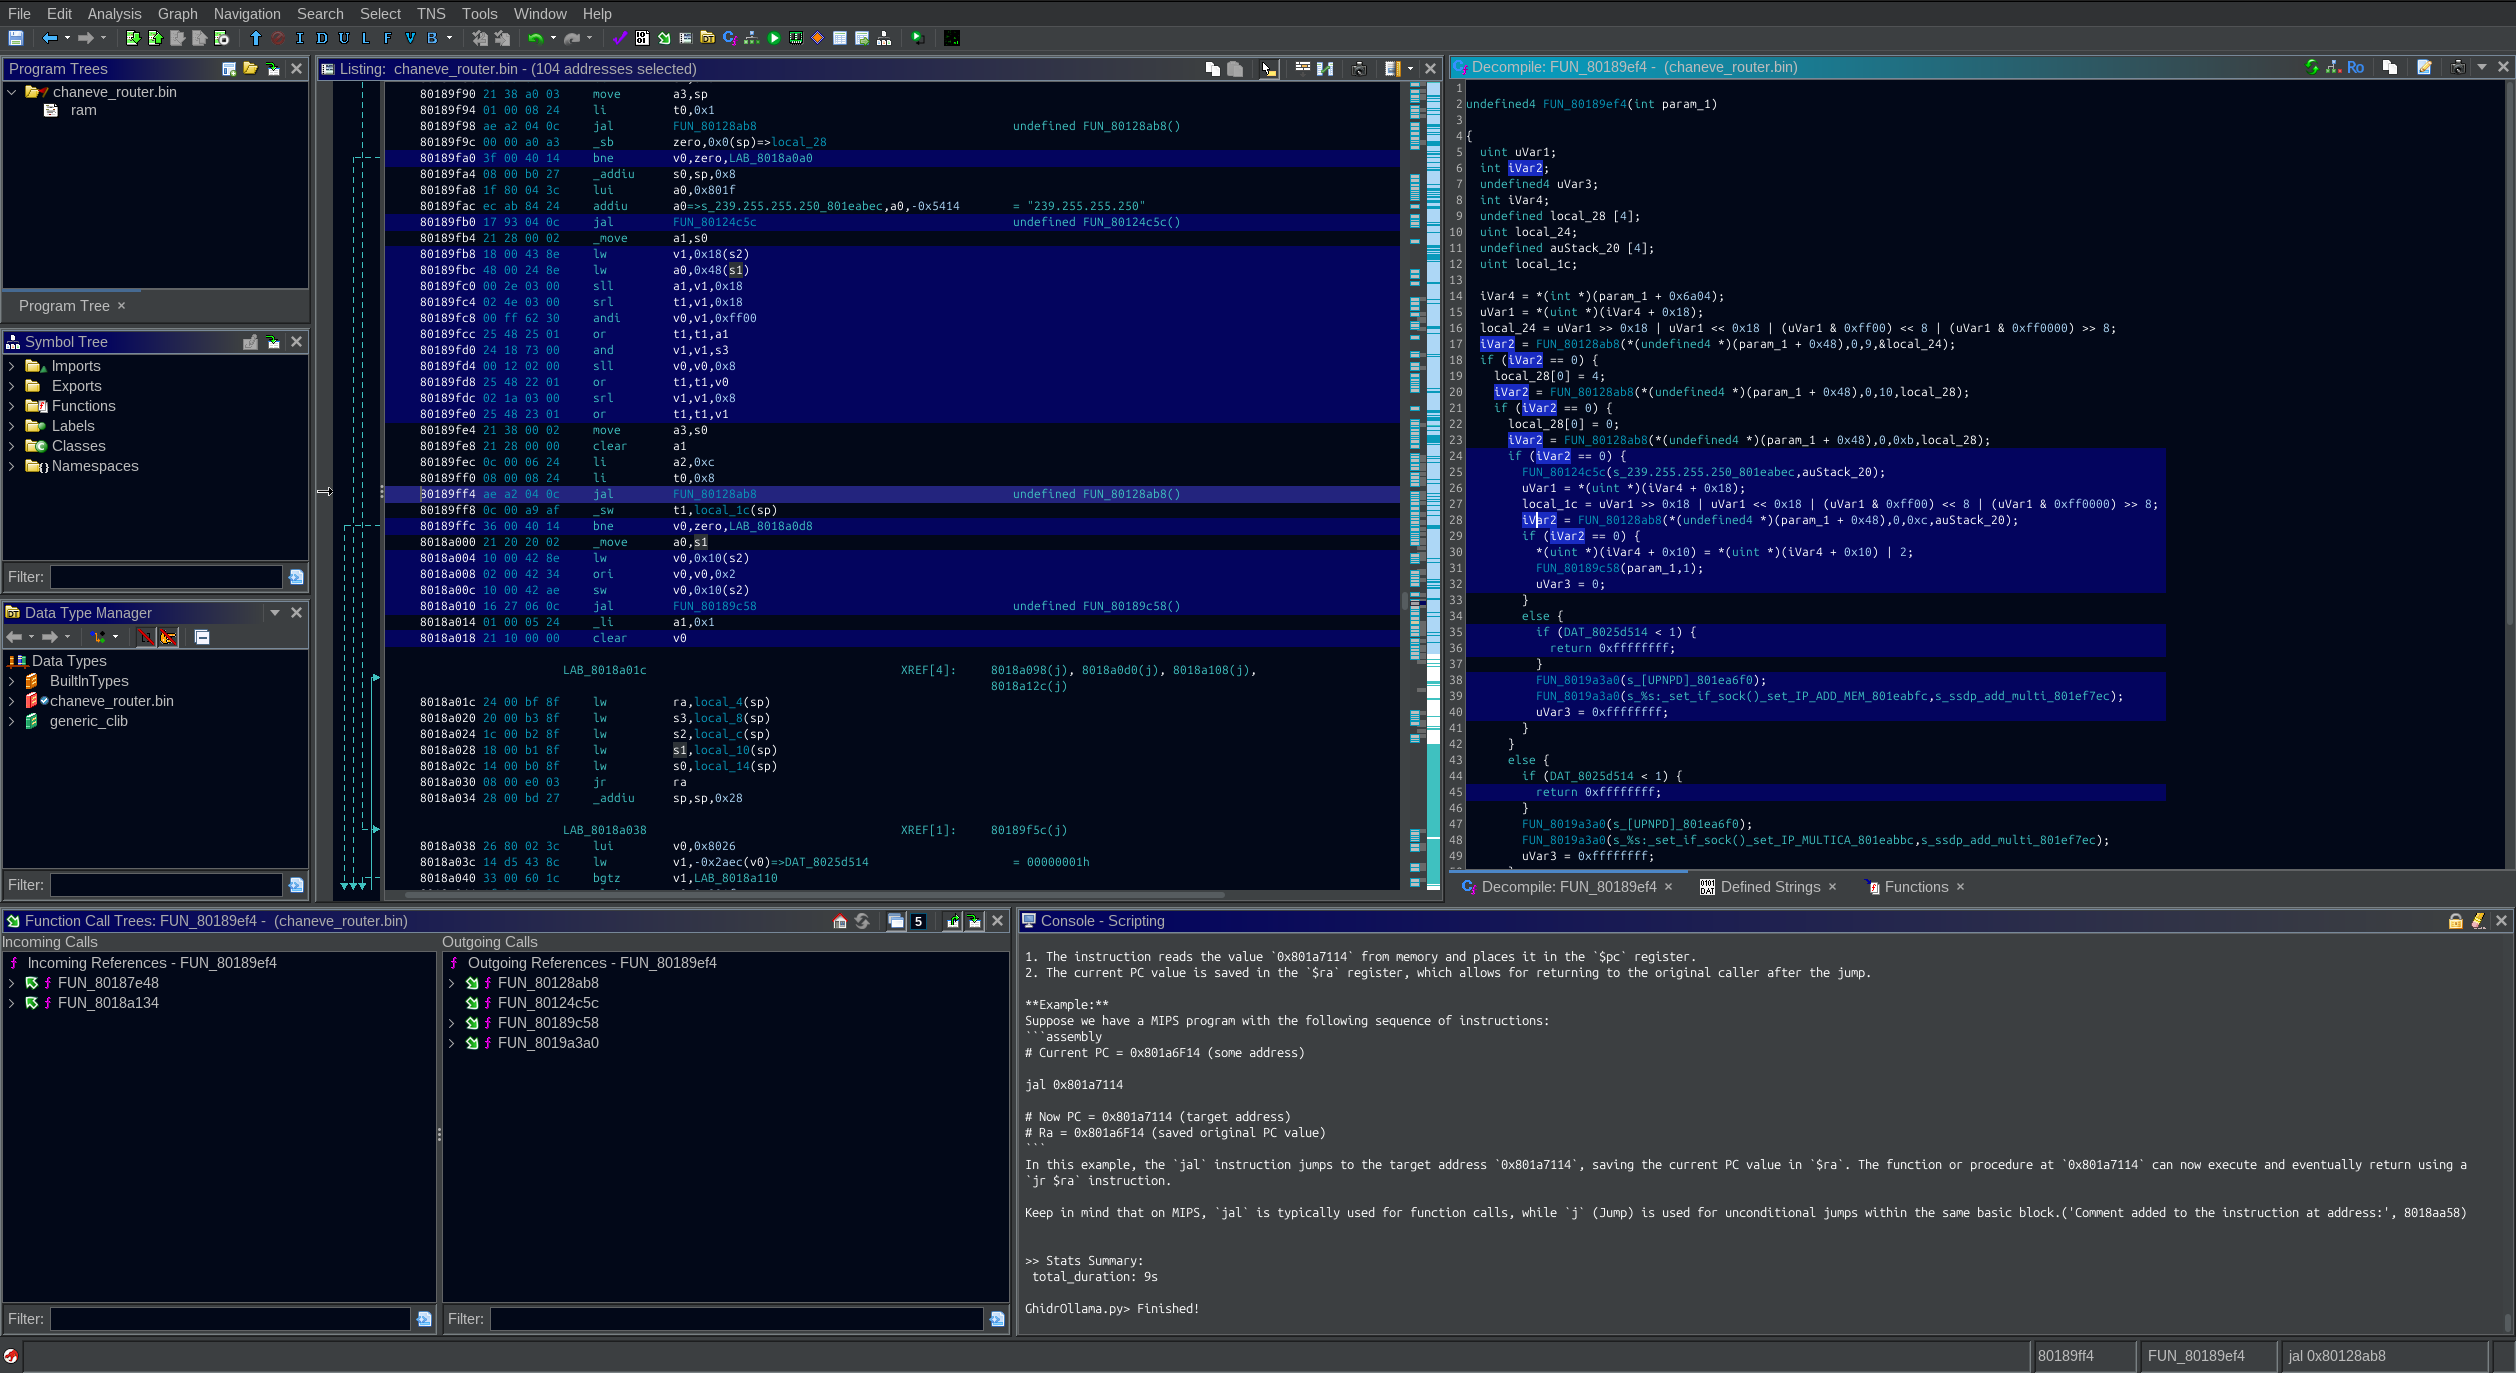 File Edit Analysis Graph Navigation Search Select TNS Tools Window Help
I D U L F V B
Program Trees
chaneve_router.bin
ram
Program Tree ×
Symbol Tree
Imports
Exports
Functions
Labels
Classes
Namespaces
Filter:
Data Type Manager
Data Types
BuiltInTypes
chaneve_router.bin
generic_clib
Filter:
Listing: chaneve_router.bin - (104 addresses selected)
80189f90 21 38 a0 03 move a3,sp
80189f94 01 00 08 24 li t0,0x1
80189f98 ae a2 04 0c jal FUN_80128ab8 undefined FUN_80128ab8()
80189f9c 00 00 a0 a3 _sb zero,0x0(sp)=>local_28
80189fa0 3f 00 40 14 bne v0,zero,LAB_8018a0a0
80189fa4 08 00 b0 27 _addiu s0,sp,0x8
80189fa8 1f 80 04 3c lui a0,0x801f
80189fac ec ab 84 24 addiu a0=>s_239.255.255.250_801eabec,a0,-0x5414 = "239.255.255.250"
80189fb0 17 93 04 0c jal FUN_80124c5c undefined FUN_80124c5c()
80189fb4 21 28 00 02 _move a1,s0
80189fb8 18 00 43 8e lw v1,0x18(s2)
80189fbc 48 00 24 8e lw a0,0x48(s1)
80189fc0 00 2e 03 00 sll a1,v1,0x18
80189fc4 02 4e 03 00 srl t1,v1,0x18
80189fc8 00 ff 62 30 andi v0,v1,0xff00
80189fcc 25 48 25 01 or t1,t1,a1
80189fd0 24 18 73 00 and v1,v1,s3
80189fd4 00 12 02 00 sll v0,v0,0x8
80189fd8 25 48 22 01 or t1,t1,v0
80189fdc 02 1a 03 00 srl v1,v1,0x8
80189fe0 25 48 23 01 or t1,t1,v1
80189fe4 21 38 00 02 move a3,s0
80189fe8 21 28 00 00 clear a1
80189fec 0c 00 06 24 li a2,0xc
80189ff0 08 00 08 24 li t0,0x8
80189ff4 ae a2 04 0c jal FUN_80128ab8 undefined FUN_80128ab8()
80189ff8 0c 00 a9 af _sw t1,local_1c(sp)
80189ffc 36 00 40 14 bne v0,zero,LAB_8018a0d8
8018a000 21 20 20 02 _move a0,s1
8018a004 10 00 42 8e lw v0,0x10(s2)
8018a008 02 00 42 34 ori v0,v0,0x2
8018a00c 10 00 42 ae sw v0,0x10(s2)
8018a010 16 27 06 0c jal FUN_80189c58 undefined FUN_80189c58()
8018a014 01 00 05 24 _li a1,0x1
8018a018 21 10 00 00 clear v0
LAB_8018a01c XREF[4]: 8018a098(j), 8018a0d0(j), 8018a108(j),
8018a12c(j)
8018a01c 24 00 bf 8f lw ra,local_4(sp)
8018a020 20 00 b3 8f lw s3,local_8(sp)
8018a024 1c 00 b2 8f lw s2,local_c(sp)
8018a028 18 00 b1 8f lw s1,local_10(sp)
8018a02c 14 00 b0 8f lw s0,local_14(sp)
8018a030 08 00 e0 03 jr ra
8018a034 28 00 bd 27 _addiu sp,sp,0x28
LAB_8018a038 XREF[1]: 80189f5c(j)
8018a038 26 80 02 3c lui v0,0x8026
8018a03c 14 d5 43 8c lw v1,-0x2aec(v0)=>DAT_8025d514 = 00000001h
8018a040 33 00 60 1c bgtz v1,LAB_8018a110
Decompile: FUN_80189ef4 - (chaneve_router.bin)
Ro
1
2 undefined4 FUN_80189ef4(int param_1)
3
4 {
5 uint uVar1;
6 int iVar2;
7 undefined4 uVar3;
8 int iVar4;
9 undefined local_28 [4];
10 uint local_24;
11 undefined auStack_20 [4];
12 uint local_1c;
13
14 iVar4 = *(int *)(param_1 + 0x6a04);
15 uVar1 = *(uint *)(iVar4 + 0x18);
16 local_24 = uVar1 >> 0x18 | uVar1 << 0x18 | (uVar1 & 0xff00) << 8 | (uVar1 & 0xff0000) >> 8;
17 iVar2 = FUN_80128ab8(*(undefined4 *)(param_1 + 0x48),0,9,&local_24);
18 if (iVar2 == 0) {
19 local_28[0] = 4;
20 iVar2 = FUN_80128ab8(*(undefined4 *)(param_1 + 0x48),0,10,local_28);
21 if (iVar2 == 0) {
22 local_28[0] = 0;
23 iVar2 = FUN_80128ab8(*(undefined4 *)(param_1 + 0x48),0,0xb,local_28);
24 if (iVar2 == 0) {
25 FUN_80124c5c(s_239.255.255.250_801eabec,auStack_20);
26 uVar1 = *(uint *)(iVar4 + 0x18);
27 local_1c = uVar1 >> 0x18 | uVar1 << 0x18 | (uVar1 & 0xff00) << 8 | (uVar1 & 0xff0000) >> 8;
28 iVar2 = FUN_80128ab8(*(undefined4 *)(param_1 + 0x48),0,0xc,auStack_20);
29 if (iVar2 == 0) {
30 *(uint *)(iVar4 + 0x10) = *(uint *)(iVar4 + 0x10) | 2;
31 FUN_80189c58(param_1,1);
32 uVar3 = 0;
33 }
34 else {
35 if (DAT_8025d514 < 1) {
36 return 0xffffffff;
37 }
38 FUN_8019a3a0(s_[UPNPD]_801ea6f0);
39 FUN_8019a3a0(s_%s:_set_if_sock()_set_IP_ADD_MEM_801eabfc,s_ssdp_add_multi_801ef7ec);
40 uVar3 = 0xffffffff;
41 }
42 }
43 else {
44 if (DAT_8025d514 < 1) {
45 return 0xffffffff;
46 }
47 FUN_8019a3a0(s_[UPNPD]_801ea6f0);
48 FUN_8019a3a0(s_%s:_set_if_sock()_set_IP_MULTICA_801eabbc,s_ssdp_add_multi_801ef7ec);
49 uVar3 = 0xffffffff;
Decompile: FUN_80189ef4 × Defined Strings × Functions ×
Function Call Trees: FUN_80189ef4 - (chaneve_router.bin)
5
Incoming Calls
Incoming References - FUN_80189ef4
FUN_80187e48
FUN_8018a134
Filter:
Outgoing Calls
Outgoing References - FUN_80189ef4
FUN_80128ab8
FUN_80124c5c
FUN_80189c58
FUN_8019a3a0
Filter:
Console - Scripting
1. The instruction reads the value `0x801a7114` from memory and places it in the `$pc` register.
2. The current PC value is saved in the `$ra` register, which allows for returning to the original caller after the jump.
**Example:**
Suppose we have a MIPS program with the following sequence of instructions:
```assembly
# Current PC = 0x801a6F14 (some address)
jal 0x801a7114
# Now PC = 0x801a7114 (target address)
# Ra = 0x801a6F14 (saved original PC value)
```
In this example, the `jal` instruction jumps to the target address `0x801a7114`, saving the current PC value in `$ra`. The function or procedure at `0x801a7114` can now execute and eventually return using a
`jr $ra` instruction.
Keep in mind that on MIPS, `jal` is typically used for function calls, while `j` (Jump) is used for unconditional jumps within the same basic block.('Comment added to the instruction at address:', 8018aa58)
>> Stats Summary:
total_duration: 9s
GhidrOllama.py> Finished!
80189ff4 FUN_80189ef4 jal 0x80128ab8